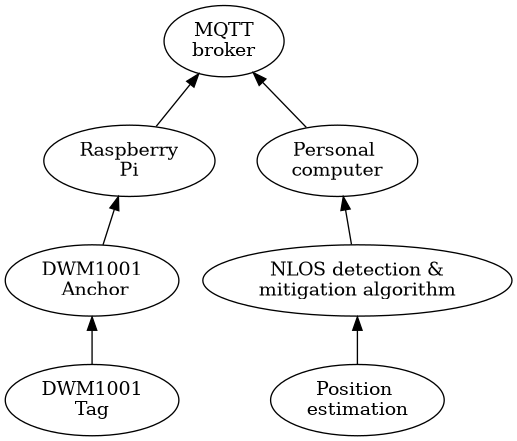 MQTT
broker
Raspberry
Pi
Personal
computer
DWM1001
Anchor
NLOS detection &
mitigation algorithm
DWM1001
Tag
Position
estimation